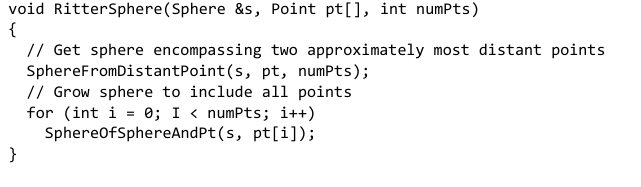 void RitterSphere(Sphere &s, Point pt[], int numPts)
{
  // Get sphere encompassing two approximately most distant points
  SphereFromDistantPoint(s, pt, numPts);
  // Grow sphere to include all points
  for (int i = 0; I < numPts; i++)
    SphereOfSphereAndPt(s, pt[i]);
}